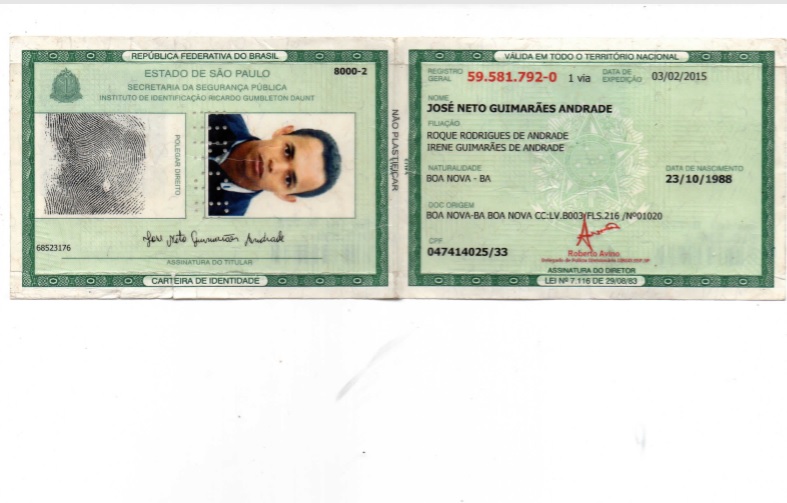 REPÚBLICA FEDERATIVA DO BRASIL
ESTADO DE SÃO PAULO
8000-2
SECRETARIA DA SEGURANÇA PÚBLICA
INSTITUTO DE IDENTIFICAÇÃO RICARDO GUMBLETON DAUNT
POLEGAR DIREITO
José Neto Guimarães Andrade
68523176
ASSINATURA DO TITULAR
CARTEIRA DE IDENTIDADE
NÃO PLASTIFICAR
VÁLIDA EM TODO O TERRITÓRIO NACIONAL
REGISTRO GERAL 59.581.792-0 1 via DATA DE EXPEDIÇÃO 03/02/2015
NOME
JOSÉ NETO GUIMARÃES ANDRADE
FILIAÇÃO
ROQUE RODRIGUES DE ANDRADE
IRENE GUIMARÃES DE ANDRADE
NATURALIDADE DATA DE NASCIMENTO
BOA NOVA - BA 23/10/1988
DOC ORIGEM
BOA NOVA-BA BOA NOVA CC:LV.B003/FLS.216 /Nº01020
CPF
047414025/33
Roberto Avino
ASSINATURA DO DIRETOR
LEI Nº 7.116 DE 29/08/83